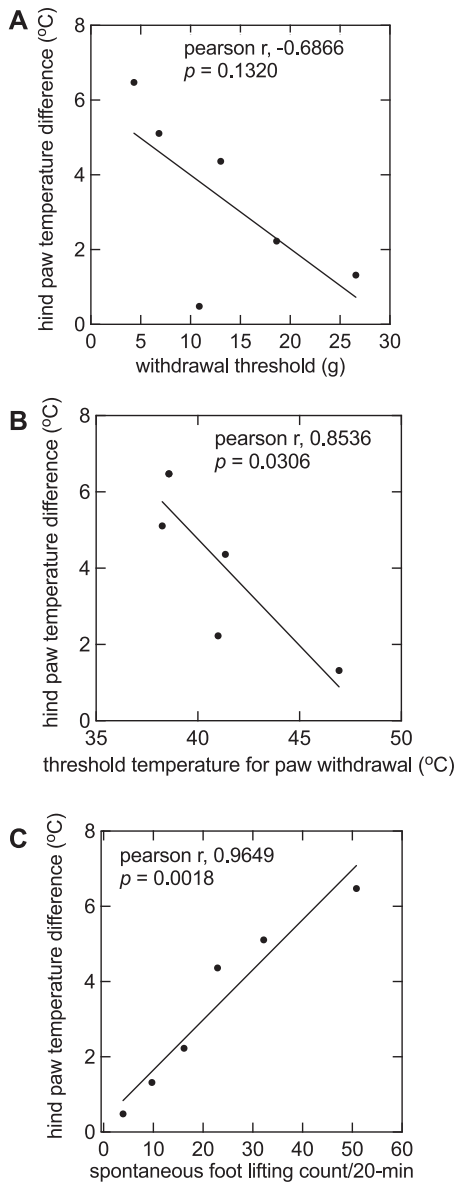 A
hind paw temperature difference (ºC)
8
6
4
2
0
pearson r, -0.6866
p = 0.1320
0 5 10 15 20 25 30
withdrawal threshold (g)
B
hind paw temperature difference (ºC)
8
6
4
2
0
pearson r, 0.8536
p = 0.0306
35 40 45 50
threshold temperature for paw withdrawal (ºC)
C
hind paw temperature difference (ºC)
8
6
4
2
0
pearson r, 0.9649
p = 0.0018
0 10 20 30 40 50 60
spontaneous foot lifting count/20-min